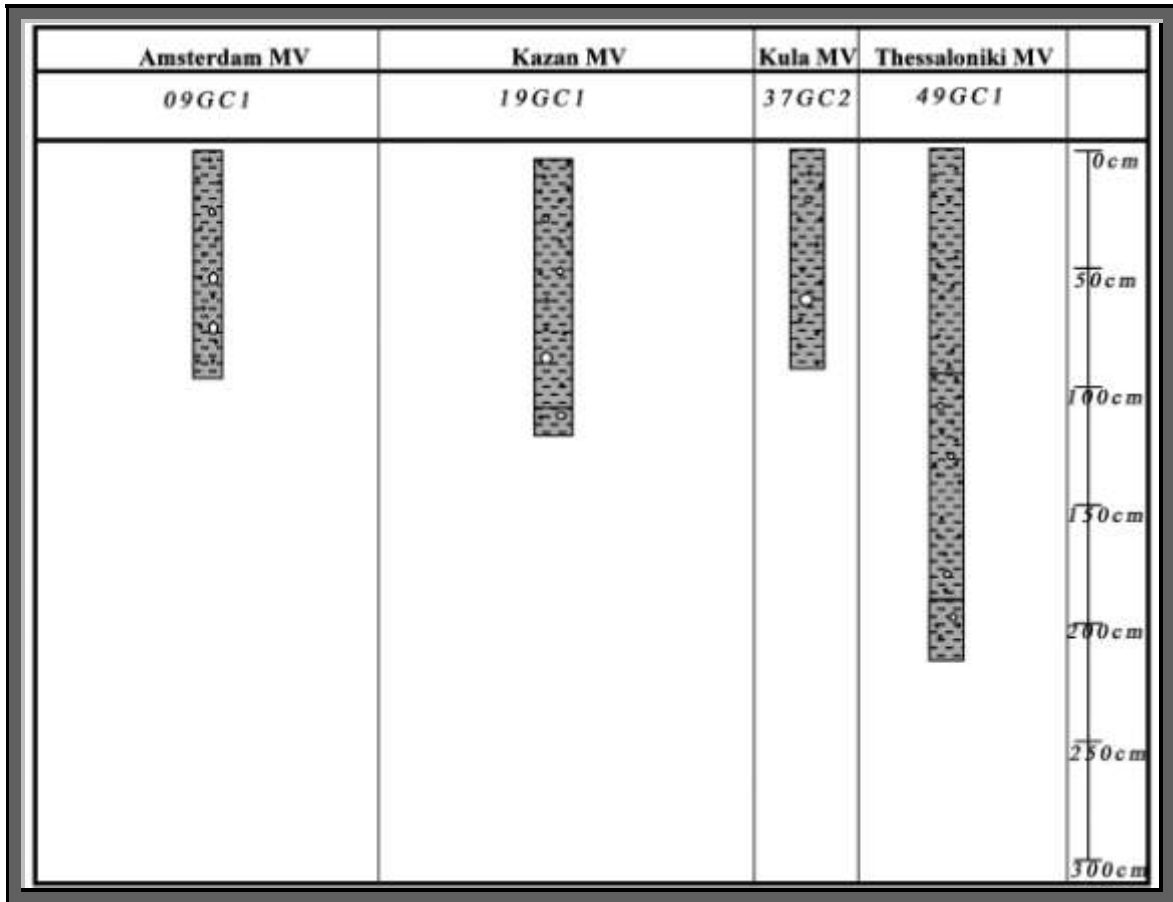 Amsterdam MV Kazan MV Kula MV Thessaloniki MV
09GC1 19GC1 37GC2 49GC1
0cm
50cm
100cm
150cm
200cm
250cm
300cm